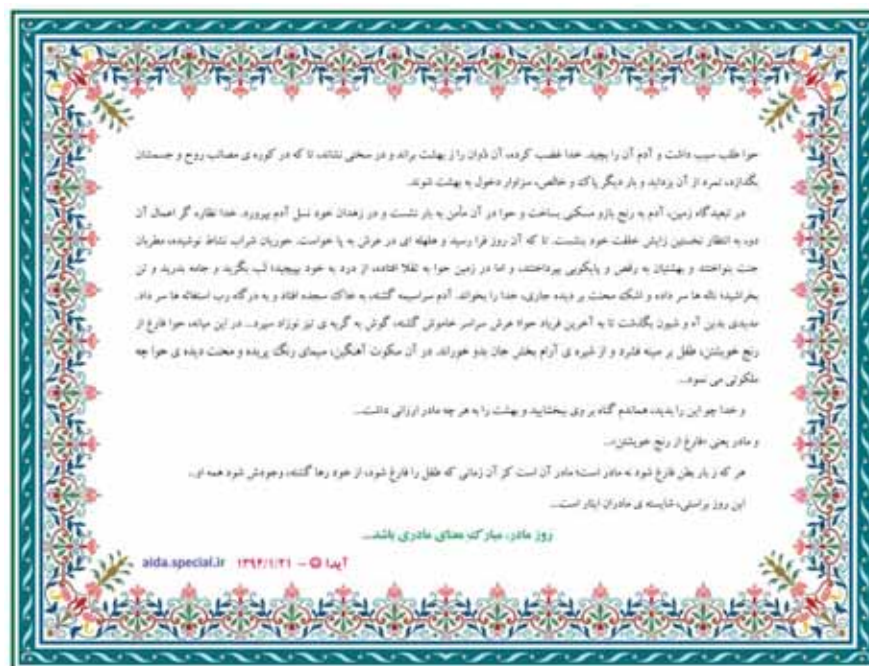 حوا طلب سیب داشت و آدم آن را بچید. خدا غضب کرده، آن دُوان را ز بهشت براند و در سختی نشاند، تا که در کوره ی مصائب روح و جسمشان
بگدازد، تمرد از آن بزداید و بار دیگر پاک و خالص، سزاوار دخول به بهشت شوند.
در تبعیدگاه زمین، آدم به رنج بازو مسکنی بساخت و حوا در آن مأمن به بار نشست و در زهدان خود نسل آدم بپرورد. خدا نظاره گر اعمال آن
دو، به انتظار نخستین زایش خلقت خود بنشست. تا که آن روز فرا رسید و هلهله ای در عرش به پا خواست. حوریان شراب نشاط نوشیده، مطربان
جنت بنواختند و بهشتیان به رقص و پایکوبی بپرداختند، و اما در زمین حوا به تقلا افتاده، از درد به خود بپیچید؛ لب بگزید و جامه بدرید و تن
بخراشید؛ ناله ها سر داده و اشک محنت بر دیده جاری، خدا را بخواند. آدم سراسیمه گشته، به خاک سجده افتاد و به درگاه رب استغاثه ها سر داد.
مدیدی بدین آه و شیون بگذشت تا به آخرین فریاد حوا؛ عرش سراسر خاموش گشته، گوش به گریه ی تیز نوزاد سپرد... در این میانه، حوا فارغ از
رنج خویشتن، طفل بر سینه فشرد و از شیره ی آرام بخش جان بدو خوراند. در آن سکوت آهنگین، سیمای رنگ پریده و محنت دیده ی حوا چه
ملکوتی می نمود...
و خدا چو این را بدید، هماندم گناه بر وی ببخشایید و بهشت را به هر چه مادر ارزانی داشت...
و مادر یعنی «فارغ از رنج خویشتن»...
هر که ز بار بطن فارغ شود نه مادر است؛ مادر آن است کز آن زمانی که طفل را فارغ شود، از خود رها گشته، وجودش شود همه او...
این روز براستی، شایسته ی مادران ایثار است...
روز مادر، مبارک معنای مادری باشد...
آیدا – ۱۳۹۴/۱/۲۱ aida.special.ir